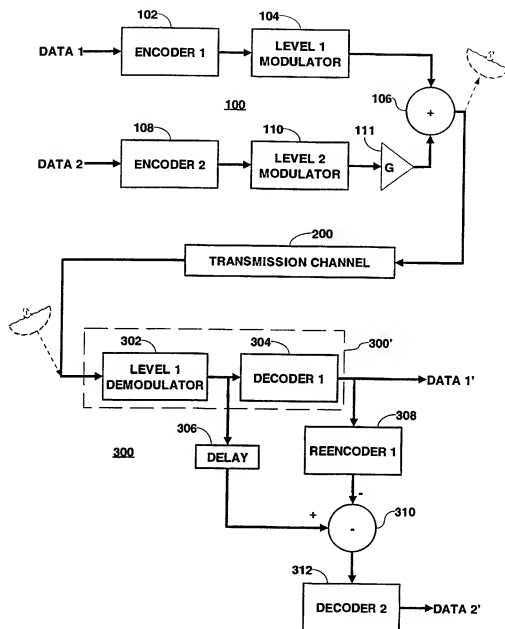 102
104
DATA 1
ENCODER 1
LEVEL 1
MODULATOR
106
+
100
108
110
111
DATA 2
ENCODER 2
LEVEL 2
MODULATOR
G
200
TRANSMISSION CHANNEL
302
304
300'
LEVEL 1
DEMODULATOR
DECODER 1
DATA 1'
306
308
300
DELAY
REENCODER 1
-
+
-
310
312
DECODER 2
DATA 2'